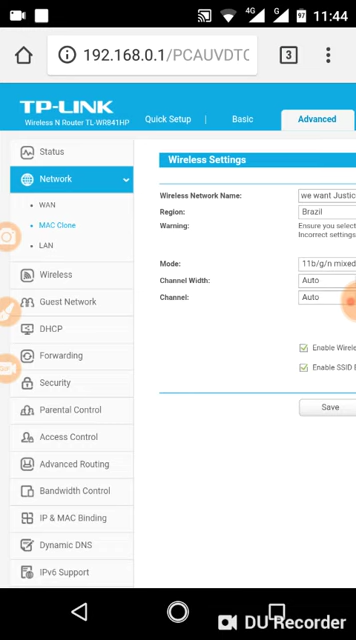 4G
G
97
11:44
192.168.0.1/PCAUVDTC
3
TP-LINK
Wireless N Router TL-WR841HP
Quick Setup | Basic Advanced
Status
Network
WAN
MAC Clone
LAN
Wireless
Guest Network
DHCP
Forwarding
Security
Parental Control
Access Control
Advanced Routing
Bandwidth Control
IP & MAC Binding
Dynamic DNS
IPv6 Support
Wireless Settings
Wireless Network Name: we want Justic
Region: Brazil
Warning: Ensure you select
Incorrect settings
Mode: 11b/g/n mixed
Channel Width: Auto
Channel: Auto
Enable Wirele
Enable SSID B
Save
DU Recorder